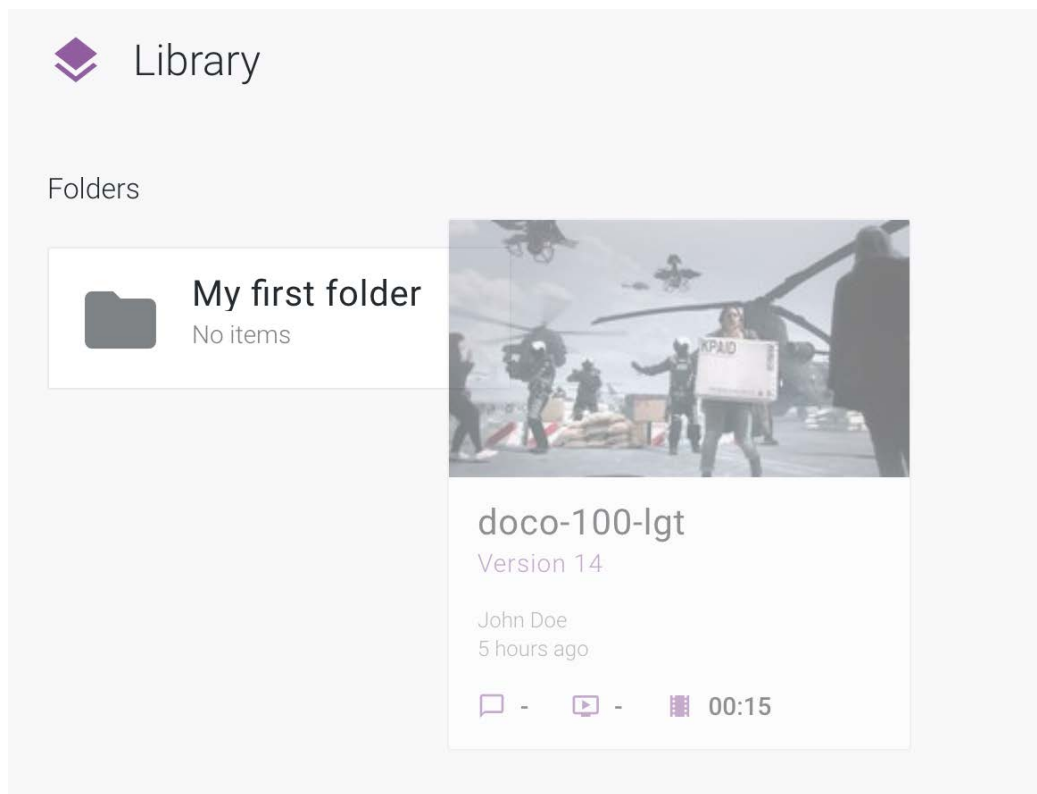 Library
Folders
My first folder
No items
KPAID
doco-100-lgt
Version 14
John Doe
5 hours ago
- - 00:15